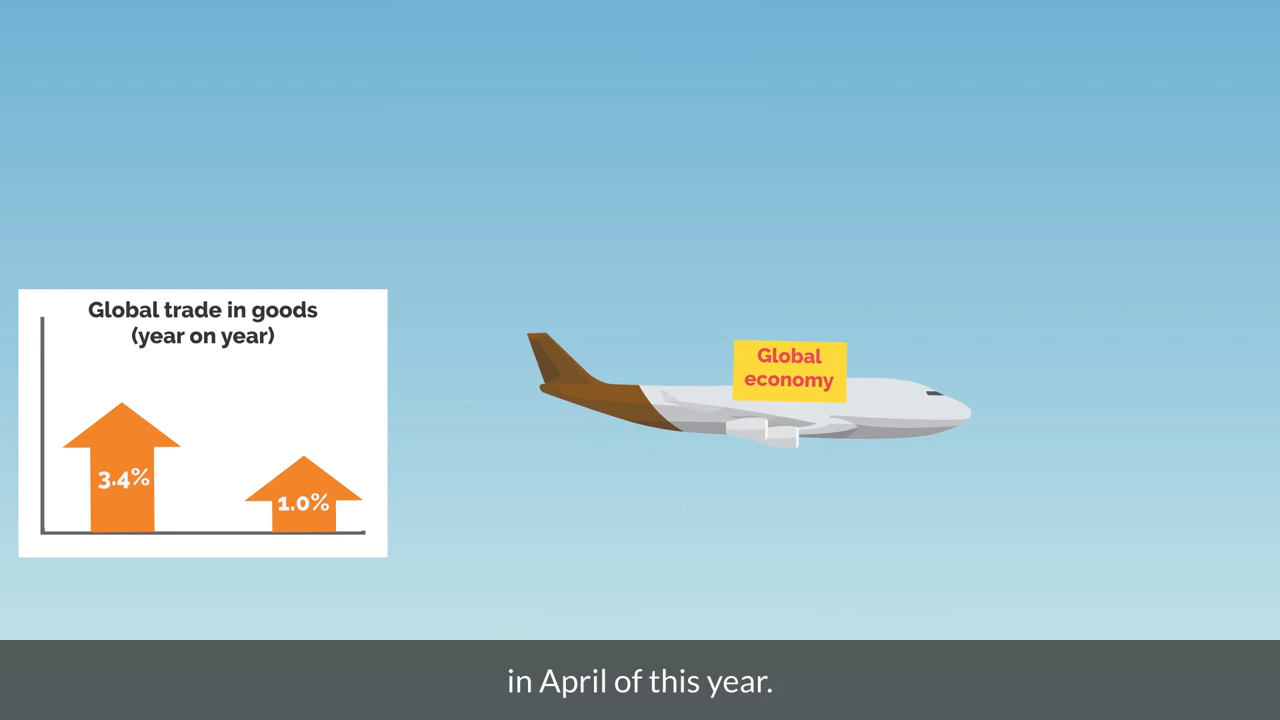 Global trade in goods
(year on year)
3.4%
1.0%
Global
economy
in April of this year.